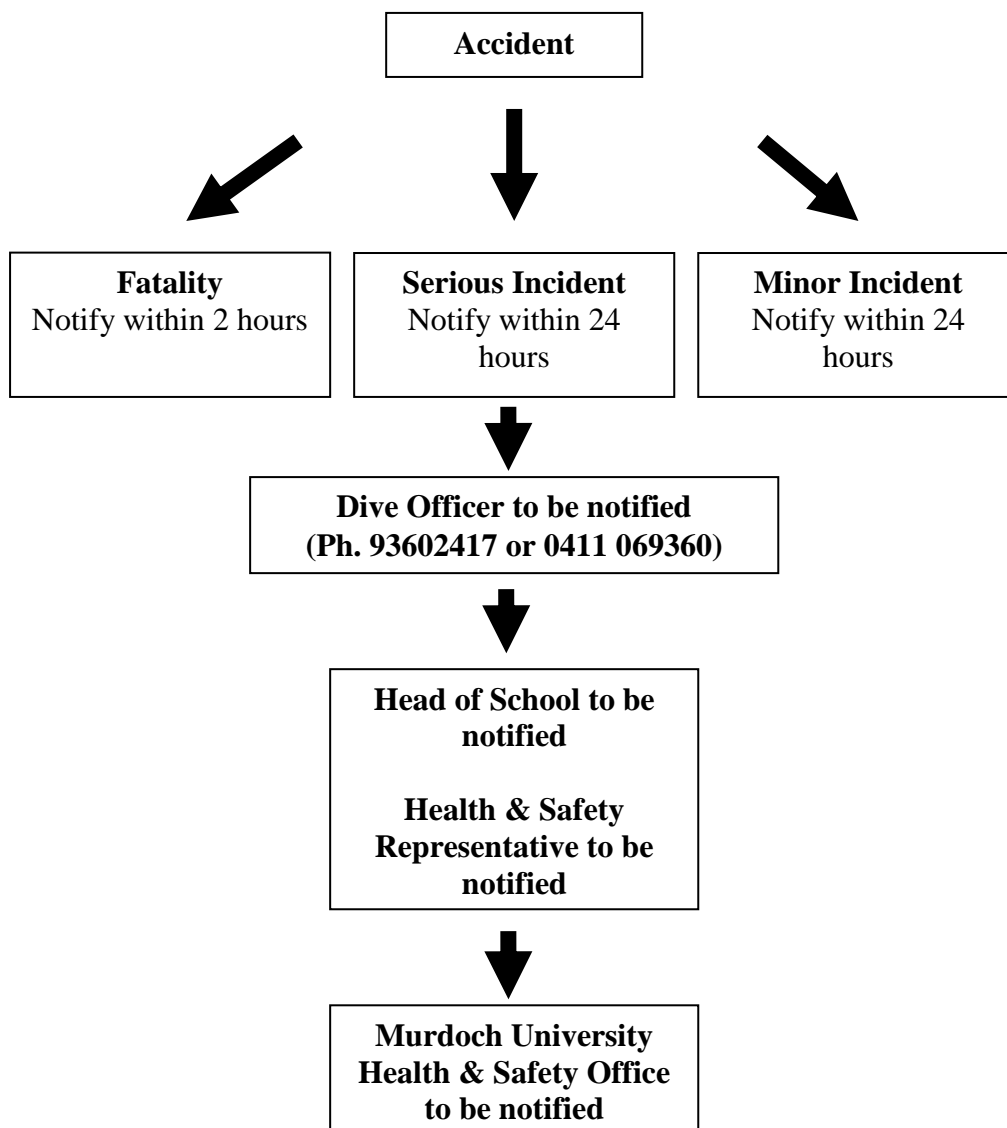 Accident
Fatality
Notify within 2 hours
Serious Incident
Notify within 24
hours
Minor Incident
Notify within 24
hours
Dive Officer to be notified
(Ph. 93602417 or 0411 069360)
Head of School to be
notified
Health & Safety
Representative to be
notified
Murdoch University
Health & Safety Office
to be notified